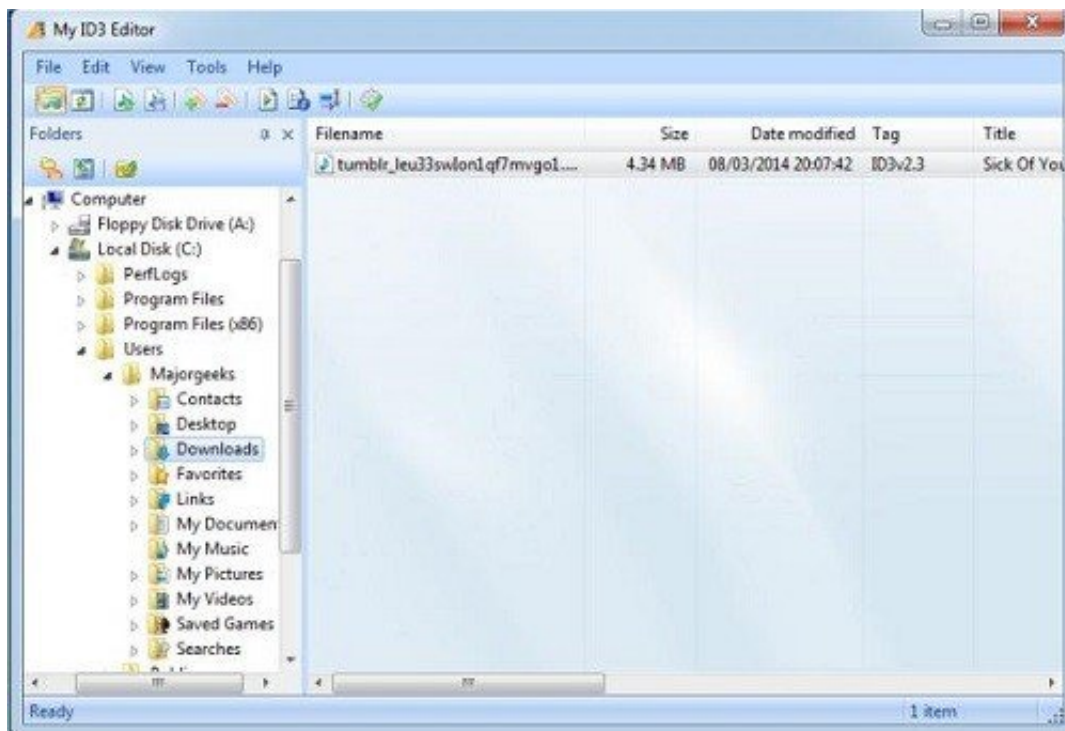 My ID3 Editor
File Edit View Tools Help
Folders
Filename Size Date modified Tag Title
tumblr_leu33swlon1qf7mvgo1.... 4.34 MB 08/03/2014 20:07:42 ID3v2.3 Sick Of You
Computer
Floppy Disk Drive (A:)
Local Disk (C:)
PerfLogs
Program Files
Program Files (x86)
Users
Majorgeeks
Contacts
Desktop
Downloads
Favorites
Links
My Documen
My Music
My Pictures
My Videos
Saved Games
Searches
Ready 1 item